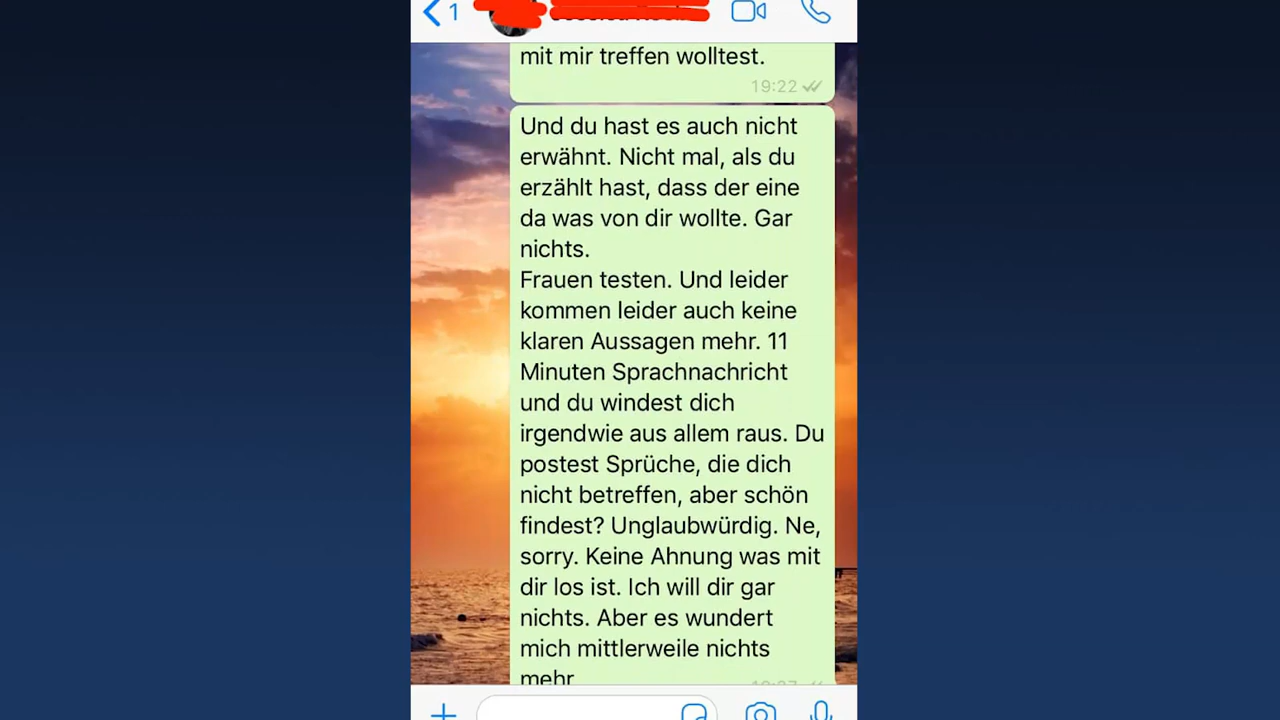 1
mit mir treffen wolltest.
19:22
Und du hast es auch nicht
erwähnt. Nicht mal, als du
erzählt hast, dass der eine
da was von dir wollte. Gar
nichts.
Frauen testen. Und leider
kommen leider auch keine
klaren Aussagen mehr. 11
Minuten Sprachnachricht
und du windest dich
irgendwie aus allem raus. Du
postest Sprüche, die dich
nicht betreffen, aber schön
findest? Unglaubwürdig. Ne,
sorry. Keine Ahnung was mit
dir los ist. Ich will dir gar
nichts. Aber es wundert
mich mittlerweile nichts
mehr